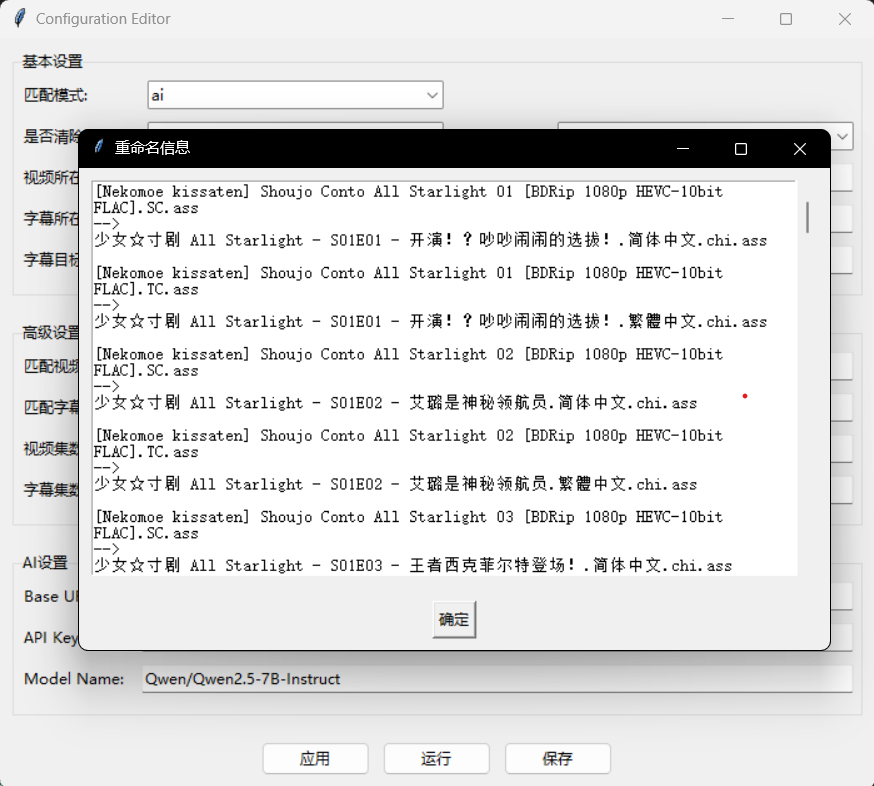 Configuration Editor
基本设置
匹配模式:
ai
是否清除
视频所在
字幕所在
字幕目标
高级设置
匹配视频
匹配字幕
视频集数
字幕集数
AI设置
Base UR
API Key
Model Name:
Qwen/Qwen2.5-7B-Instruct
应用
运行
保存
重命名信息
[Nekomoe kissaten] Shoujo Conto All Starlight 01 [BDRip 1080p HEVC-10bit
FLAC].SC.ass
-->
少女☆寸剧 All Starlight - S01E01 - 开演！？吵吵闹闹的选拔！.简体中文.chi.ass
[Nekomoe kissaten] Shoujo Conto All Starlight 01 [BDRip 1080p HEVC-10bit
FLAC].TC.ass
-->
少女☆寸剧 All Starlight - S01E01 - 开演！？吵吵闹闹的选拔！.繁體中文.chi.ass
[Nekomoe kissaten] Shoujo Conto All Starlight 02 [BDRip 1080p HEVC-10bit
FLAC].SC.ass
-->
少女☆寸剧 All Starlight - S01E02 - 艾璐是神秘领航员.简体中文.chi.ass
[Nekomoe kissaten] Shoujo Conto All Starlight 02 [BDRip 1080p HEVC-10bit
FLAC].TC.ass
-->
少女☆寸剧 All Starlight - S01E02 - 艾璐是神秘领航员.繁體中文.chi.ass
[Nekomoe kissaten] Shoujo Conto All Starlight 03 [BDRip 1080p HEVC-10bit
FLAC].SC.ass
-->
少女☆寸剧 All Starlight - S01E03 - 王者西克菲尔特登场！.简体中文.chi.ass
确定